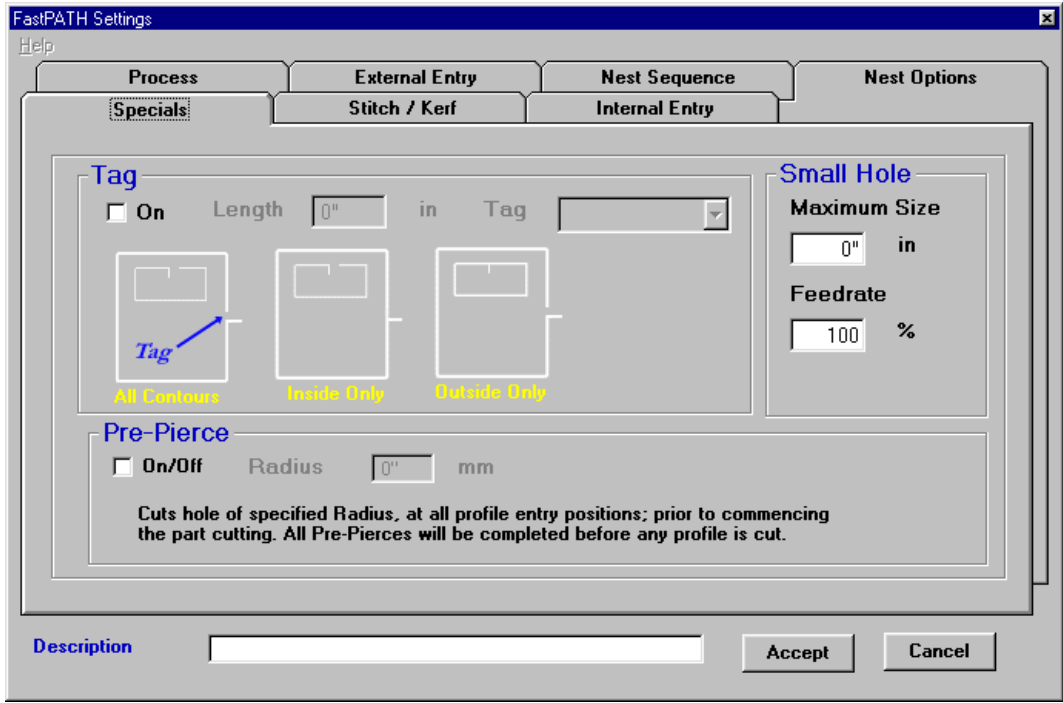 FastPATH Settings
Help
Process External Entry Nest Sequence Nest Options
Specials Stitch / Kerf Internal Entry
Tag
On Length 0" in Tag
Tag
All Contours Inside Only Outside Only
Small Hole
Maximum Size
0" in
Feedrate
100 %
Pre-Pierce
On/Off Radius 0" mm
Cuts hole of specified Radius, at all profile entry positions; prior to commencing
the part cutting. All Pre-Pierces will be completed before any profile is cut.
Description Accept Cancel